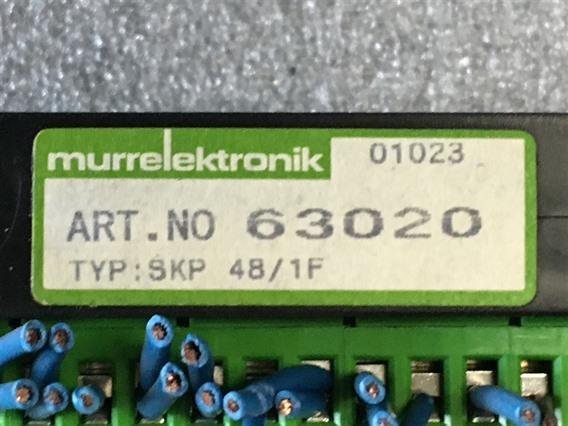 murrelektronik 01023
ART.NO 63020
TYP:SKP 48/1F